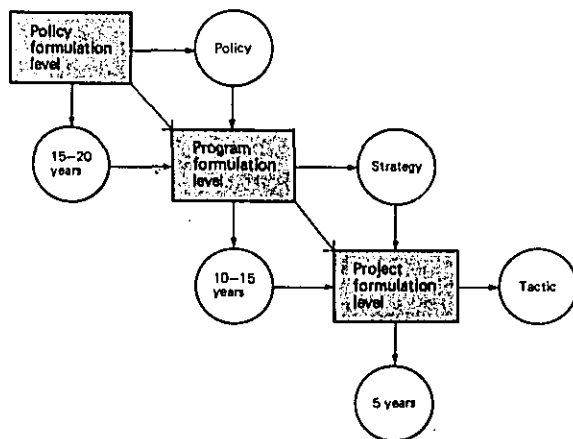 Policy
formulation
level
Policy
15–20
years
Program
formulation
level
Strategy
10–15
years
Project
formulation
level
Tactic
5 years